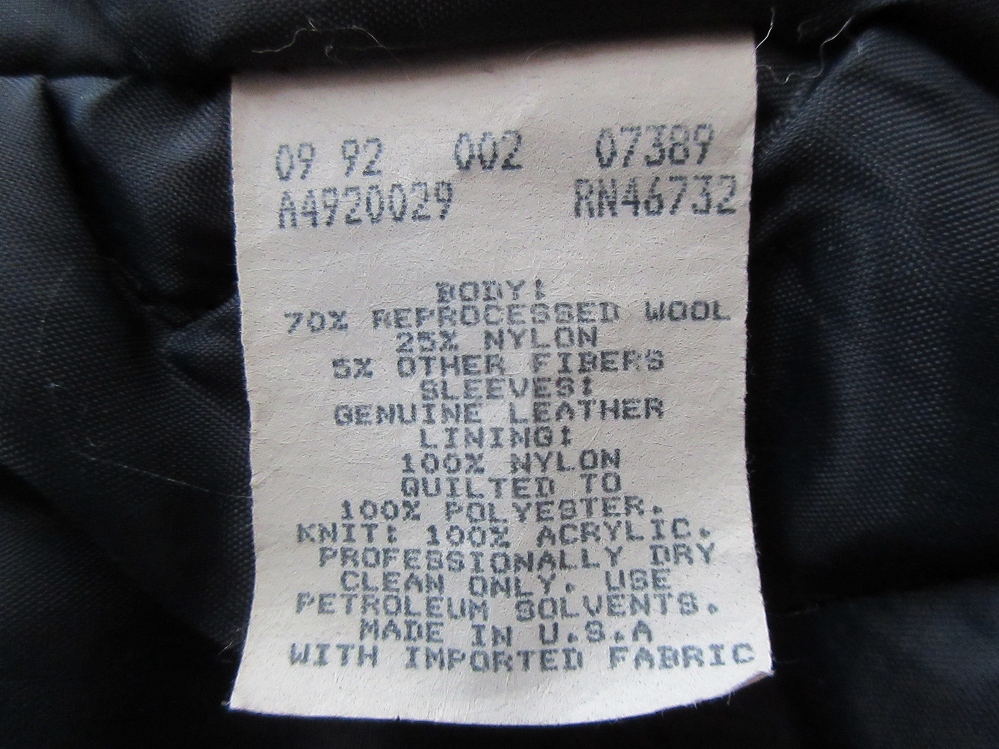 09 92 002 07389
A4920029 RN46732
BODY:
70% REPROCESSED WOOL
25% NYLON
5% OTHER FIBERS
SLEEVES:
GENUINE LEATHER
LINING:
100% NYLON
QUILTED TO
100% POLYESTER.
KNIT: 100% ACRYLIC.
PROFESSIONALLY DRY
CLEAN ONLY. USE
PETROLEUM SOLVENTS.
MADE IN U.S.A
WITH IMPORTED FABRIC